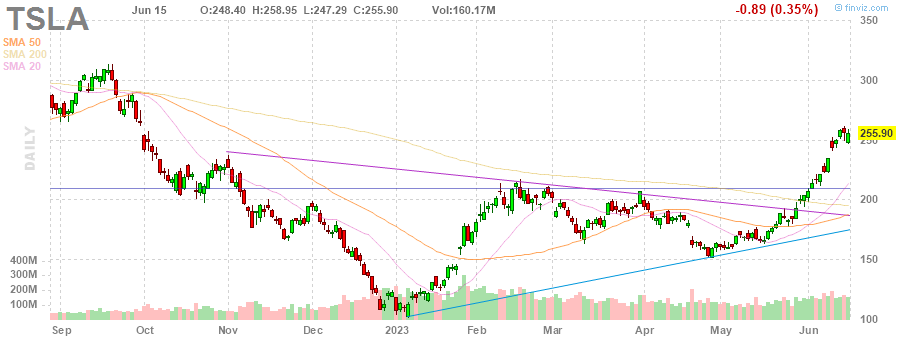 TSLA
Jun 15 O:248.40 H:258.95 L:247.29 C:255.90 Vol:160.17M -0.89 (0.35%)
© finviz.com
SMA 50
SMA 200
SMA 20
DAILY
350
300
255.90
250
200
150
100
400M
300M
200M
100M
Sep Oct Nov Dec 2023 Feb Mar Apr May Jun